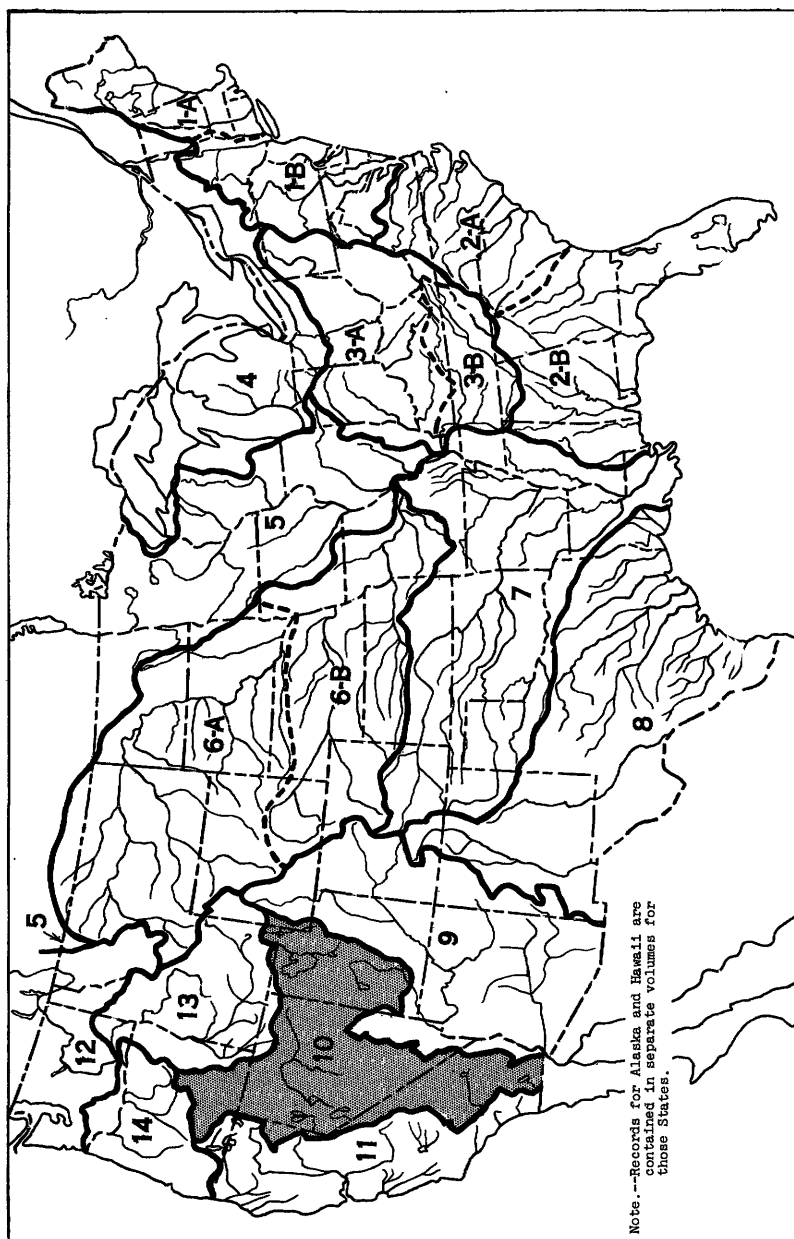 1-A
1-B
2-A
2-B
3-A
3-B
4
5
5
6-A
6-B
7
8
9
10
11
12
13
14
Note.--Records for Alaska and Hawaii are
contained in separate volumes for
those States.